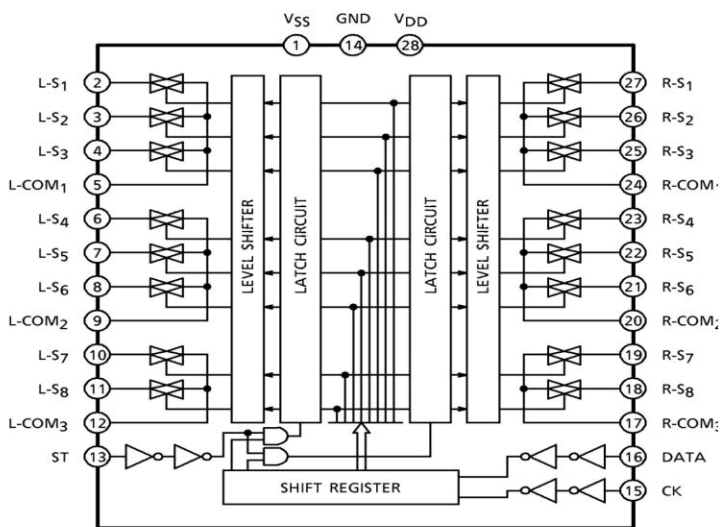 VSS GND VDD
1 14 28
L-S1 2 27 R-S1
L-S2 3 26 R-S2
L-S3 4 25 R-S3
L-COM1 5 24 R-COM1
L-S4 6 23 R-S4
L-S5 7 22 R-S5
L-S6 8 21 R-S6
L-COM2 9 20 R-COM2
L-S7 10 19 R-S7
L-S8 11 18 R-S8
L-COM3 12 17 R-COM3
ST 13 16 DATA
15 CK
LEVEL SHIFTER
LATCH CIRCUIT
LATCH CIRCUIT
LEVEL SHIFTER
SHIFT REGISTER